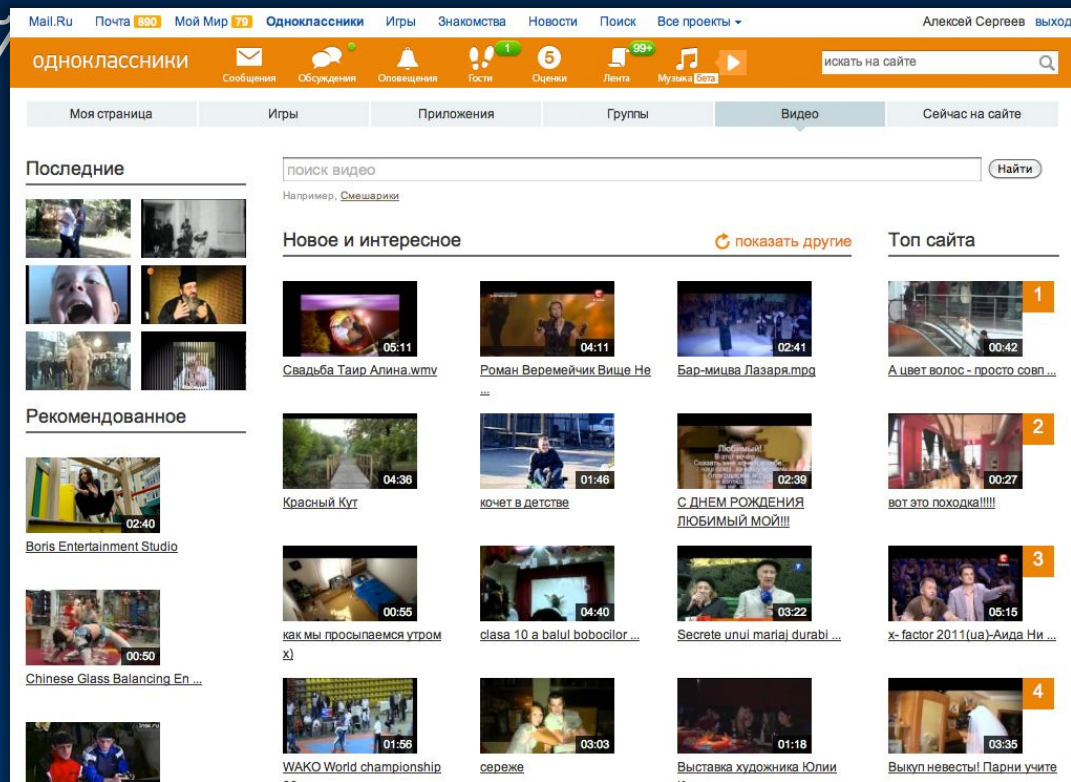 Mail.Ru Почта 890 Мой Мир 79 Одноклассники Игры Знакомства Новости Поиск Все проекты Алексей Сергеев выход
одноклассники
Сообщения Обсуждения Оповещения Гости 1 5 Оценки Лента 99+ Музыка бета
искать на сайте
Моя страница Игры Приложения Группы Видео Сейчас на сайте
Последние
поиск видео
Найти
Например, Смешарики
Новое и интересное
показать другие
Топ сайта
05:11
04:11
02:41
1
00:42
Свадьба Таир Алина.wmv
Роман Веремейчик Вище Не
...
Бар-мицва Лазаря.mpg
А цвет волос - просто совп ...
Рекомендованное
04:36
01:46
Любимый!
02:39
2
00:27
Красный Кут
кочет в детстве
С ДНЕМ РОЖДЕНИЯ
ЛЮБИМЫЙ МОЙ!!!
вот это походка!!!!!
02:40
Boris Entertainment Studio
00:55
04:40
03:22
3
05:15
как мы просыпаемся утром
х)
clasa 10 a balul bobocilor ...
Secrete unui mariaj durabi ...
x- factor 2011(ua)-Аида Ни ...
00:50
Chinese Glass Balancing En ...
01:56
03:03
01:18
4
03:35
WAKO World championship
сереже
Выставка художника Юлии
Выкуп невесты! Парни учите